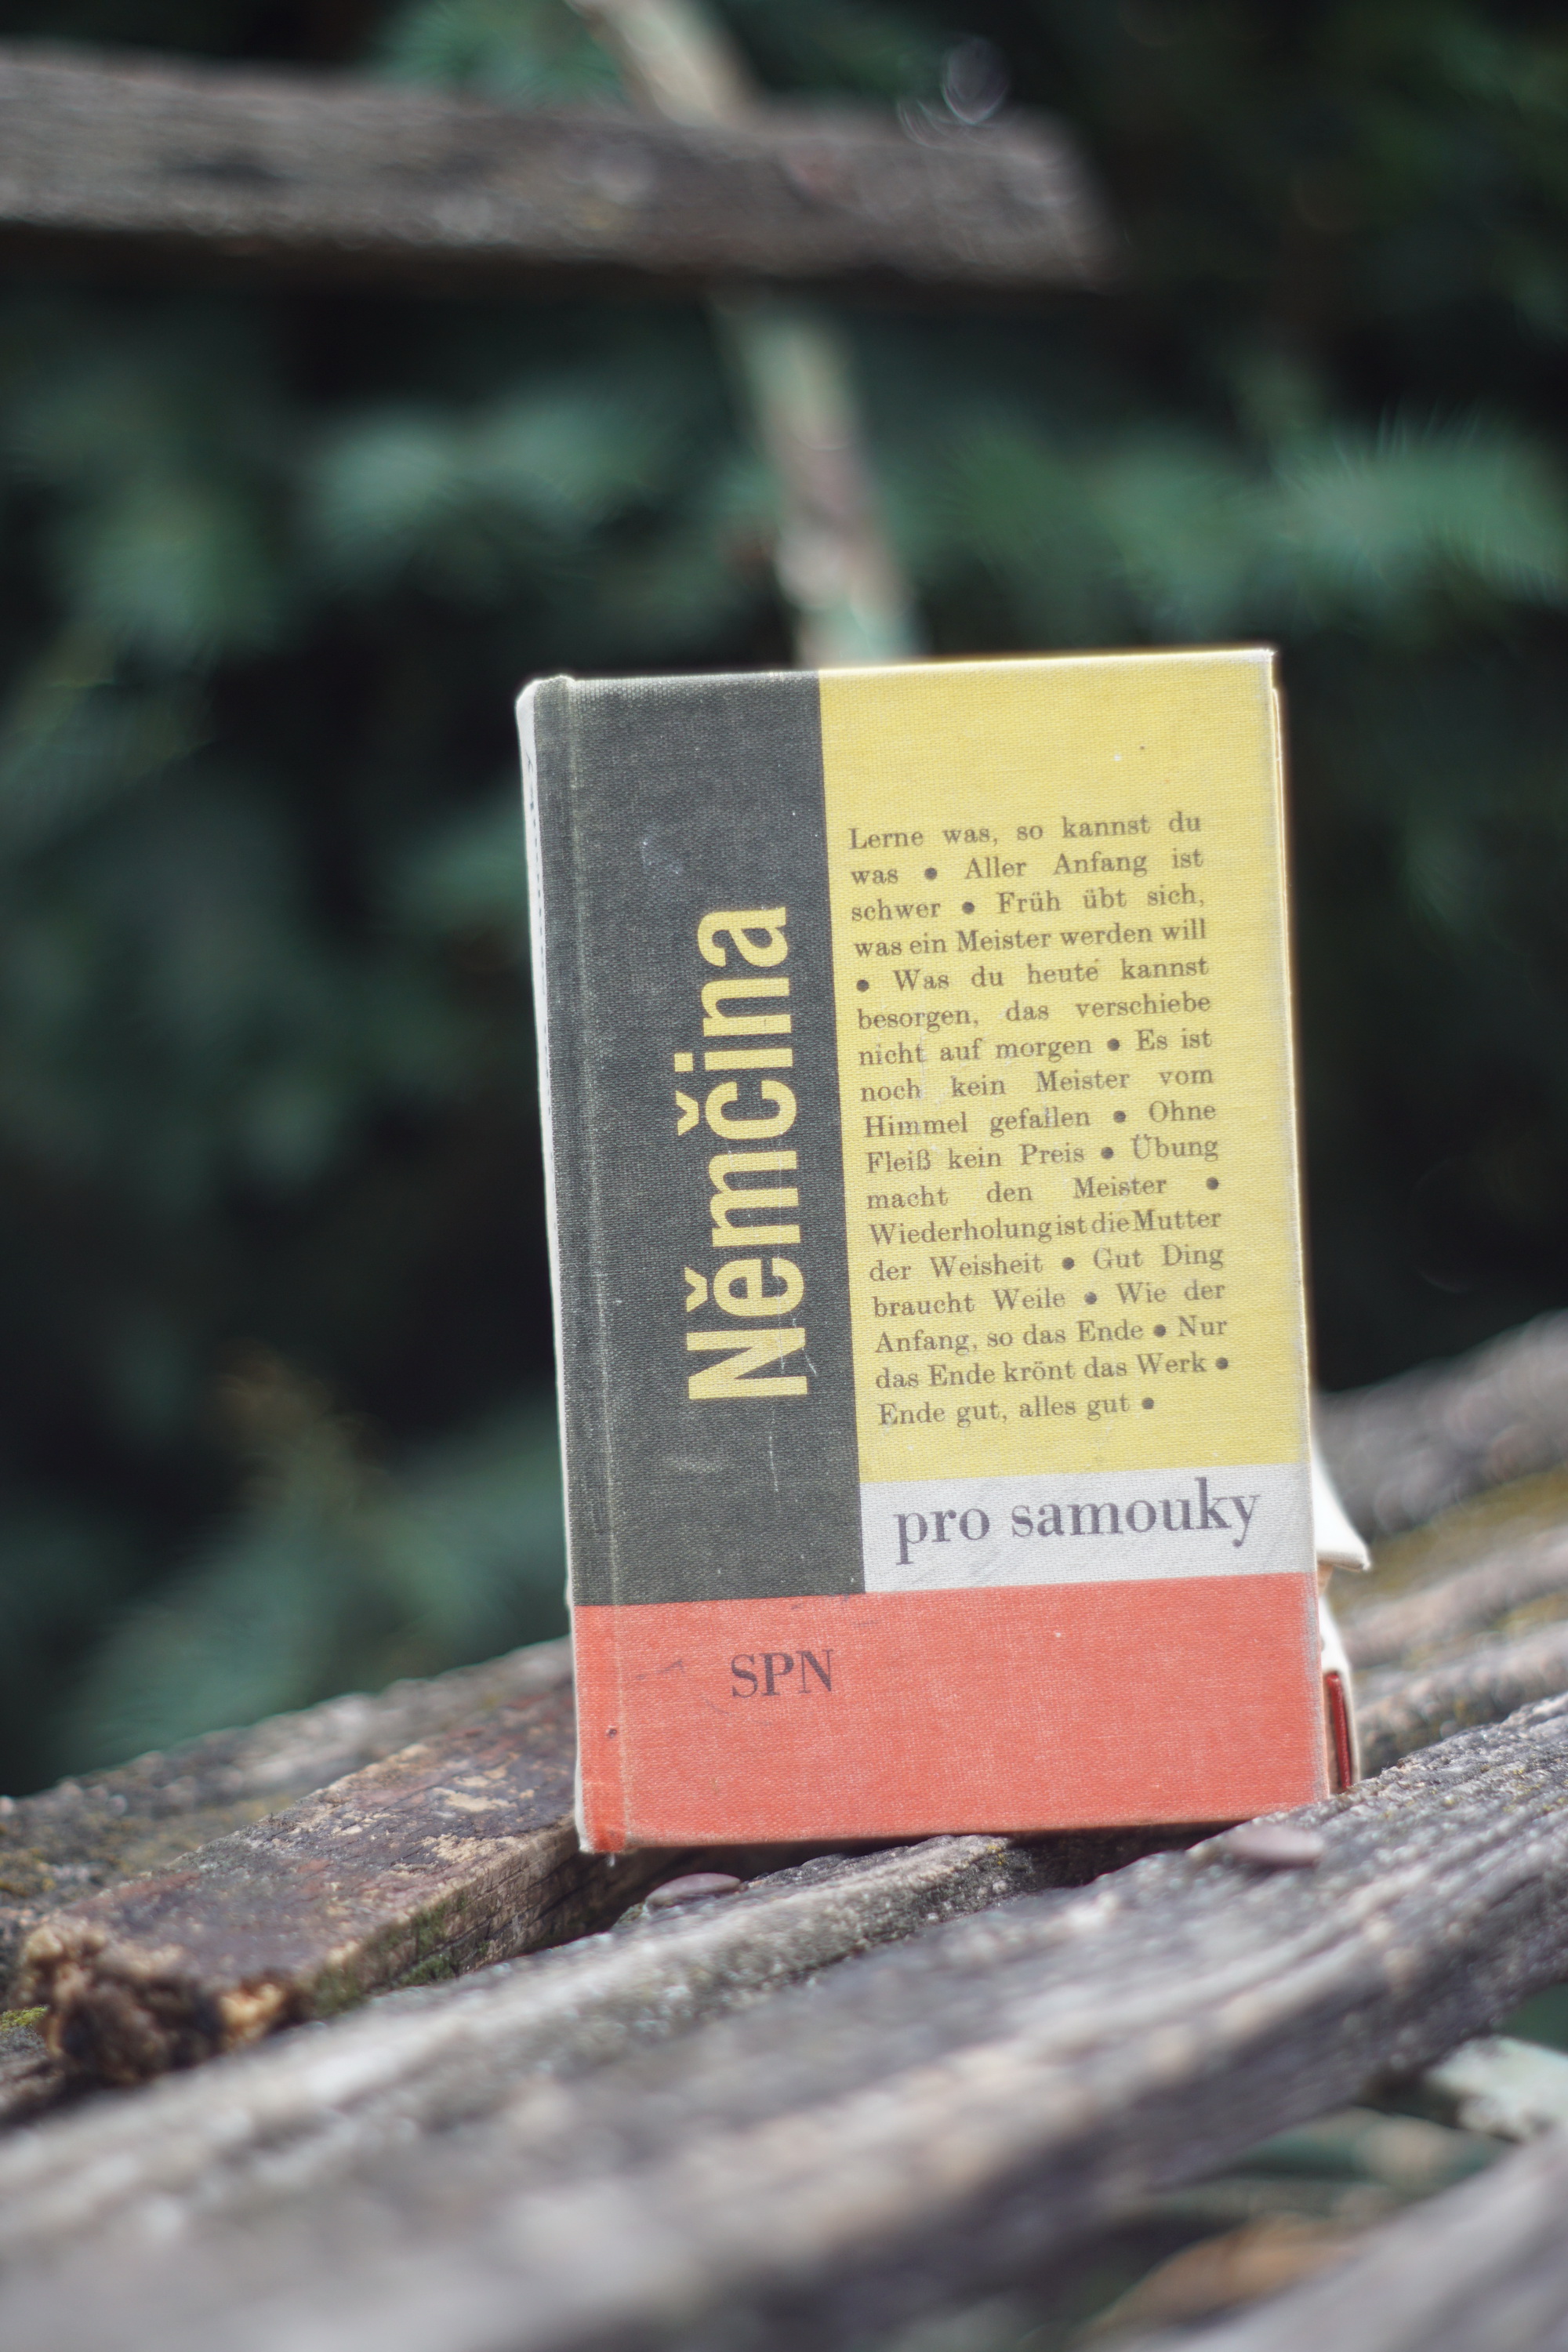 Němčina
Lerne was, so kannst du
was ● Aller Anfang ist
schwer ● Früh übt sich,
was ein Meister werden will
● Was du heute kannst
besorgen, das verschiebe
nicht auf morgen ● Es ist
noch kein Meister vom
Himmel gefallen ● Ohne
Fleiß kein Preis ● Übung
macht den Meister ●
Wiederholung ist die Mutter
der Weisheit ● Gut Ding
braucht Weile ● Wie der
Anfang, so das Ende ● Nur
das Ende krönt das Werk ●
Ende gut, alles gut ●
pro samouky
SPN